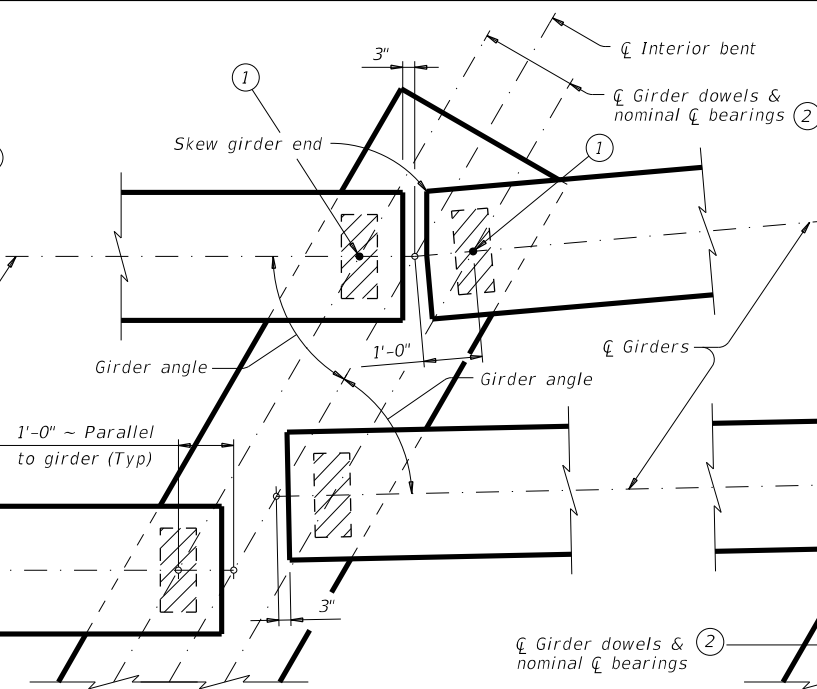 3"
℄ Interior bent
1
℄ Girder dowels &
nominal ℄ bearings 2
Skew girder end
1
1'-0"
℄ Girders
Girder angle
Girder angle
1'-0" ~ Parallel
to girder (Typ)
3"
℄ Girder dowels & 2
nominal ℄ bearings